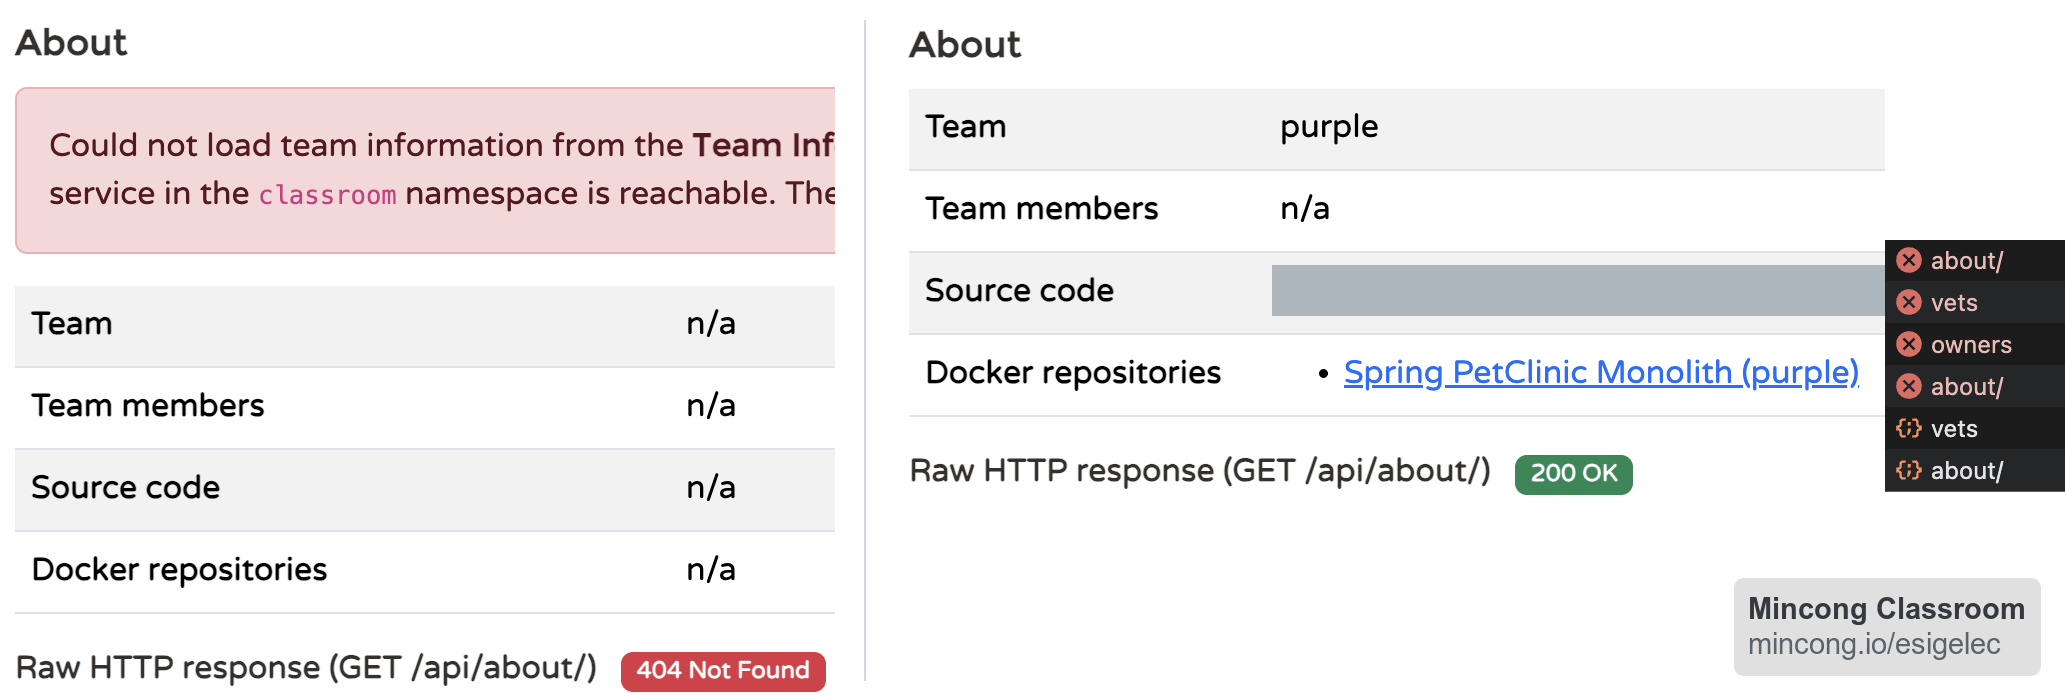 About
Could not load team information from the Team Inf
service in the classroom namespace is reachable. The
Team n/a
Team members n/a
Source code n/a
Docker repositories n/a
Raw HTTP response (GET /api/about/) 404 Not Found
About
Team purple
Team members n/a
Source code
Docker repositories • Spring PetClinic Monolith (purple)
Raw HTTP response (GET /api/about/) 200 OK
about/
vets
owners
about/
{;} vets
{;} about/
Mincong Classroom
mincong.io/esigelec